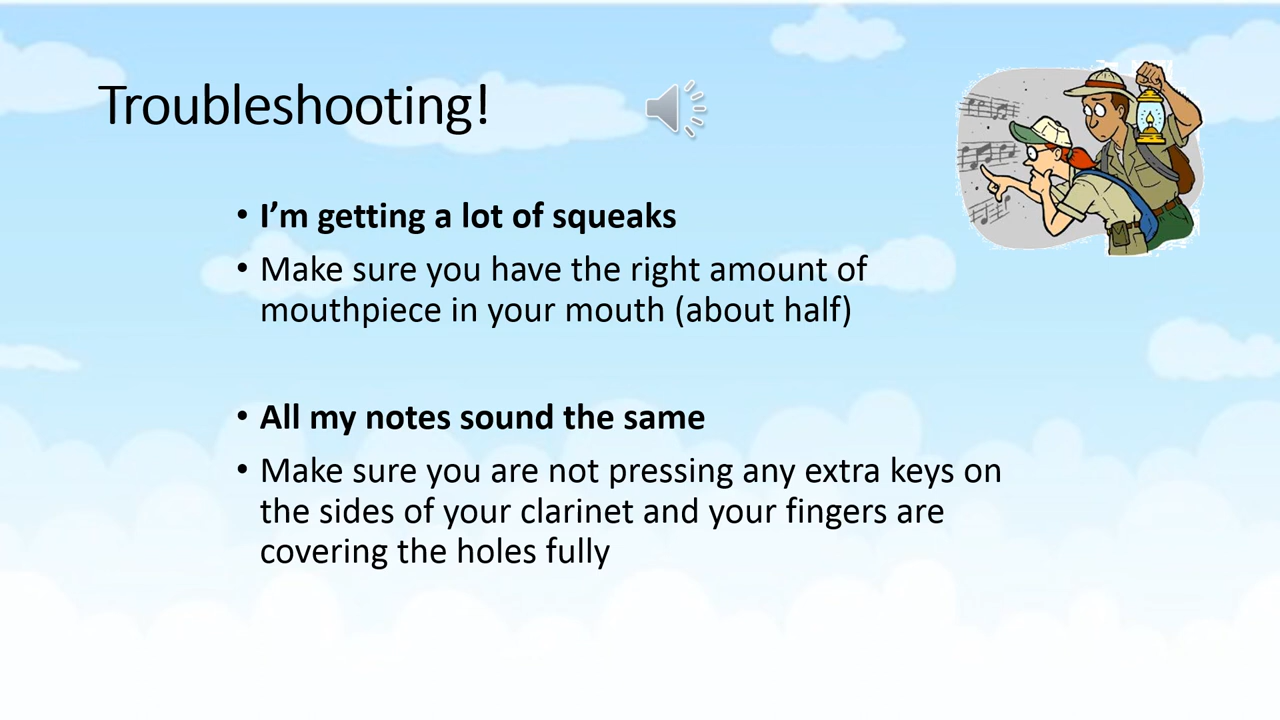 Troubleshooting!
• I’m getting a lot of squeaks
• Make sure you have the right amount of
mouthpiece in your mouth (about half)
• All my notes sound the same
• Make sure you are not pressing any extra keys on
the sides of your clarinet and your fingers are
covering the holes fully